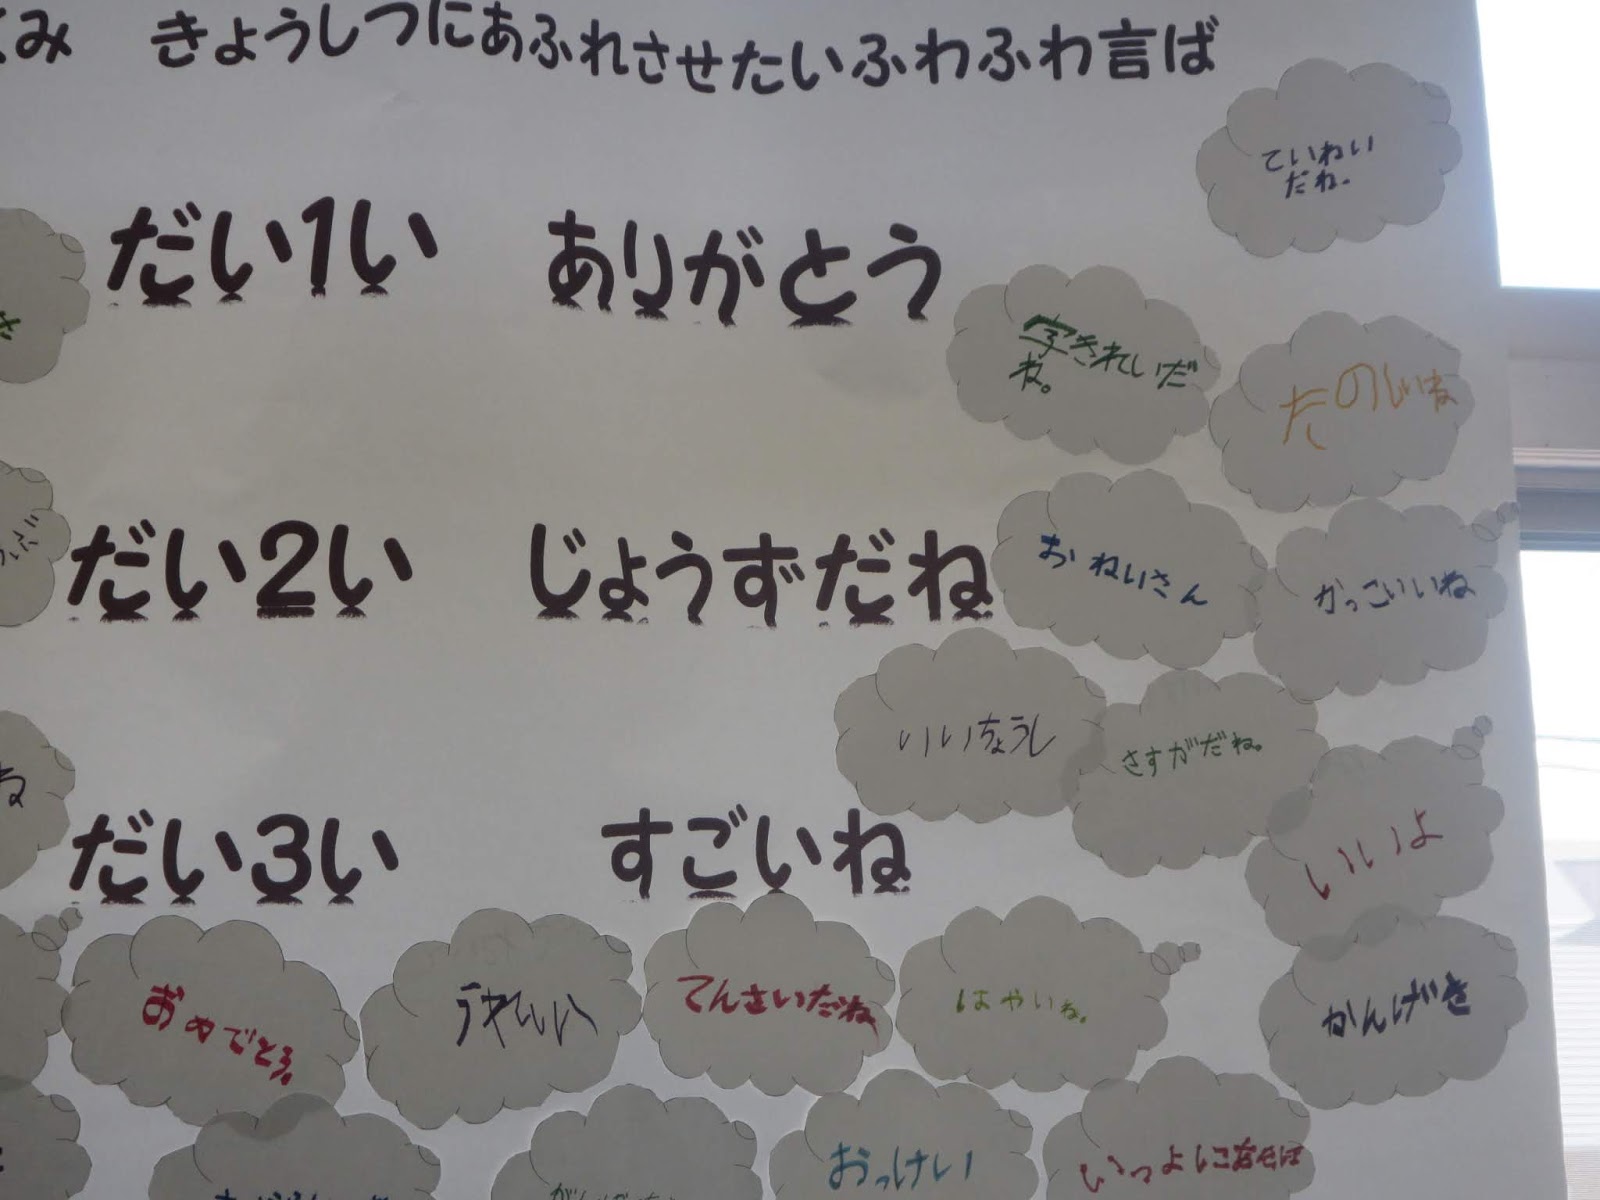 み きょうしつにあふれさせたいふわふわ言ば
ていねい
だね。
だい1い ありがとう
字きれいだ
ね。
たのしいね
だい2い じょうずだね
おねいさん
かっこいいね
いいちょうし
さすがだね。
だい3い すごいね
いいよ
おめでとう。
てんさいだね
はやいね。
かんげき
おっけい